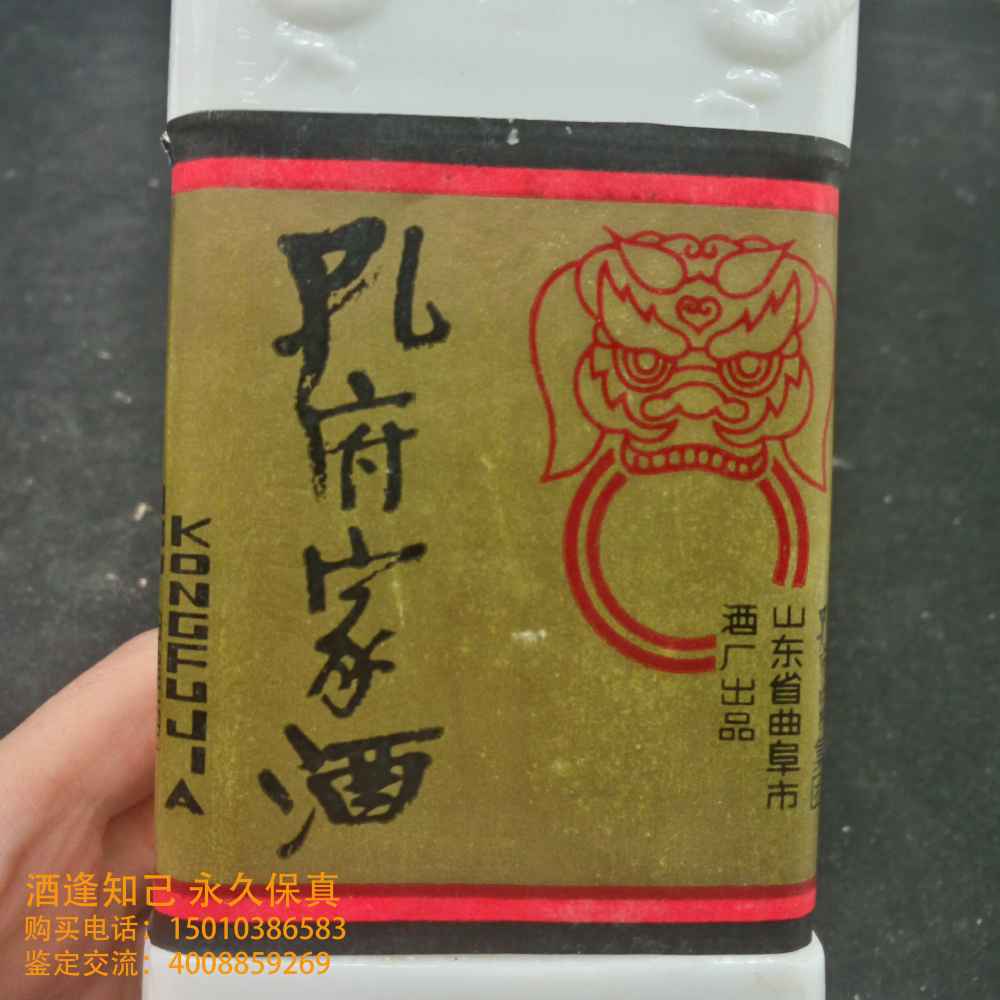 孔府家酒
KONGFUJIA
山东省曲阜市
酒厂出品
酒逢知己 永久保真
购买电话：15010386583
鉴定交流：4008859269